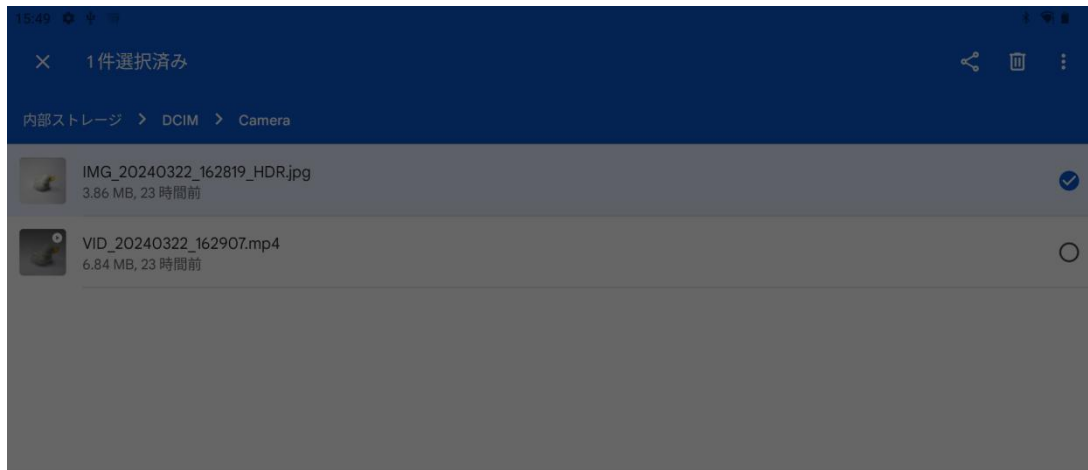 15:49
1件選択済み
内部ストレージ > DCIM > Camera
IMG_20240322_162819_HDR.jpg
3.86 MB, 23 時間前
VID_20240322_162907.mp4
6.84 MB, 23 時間前